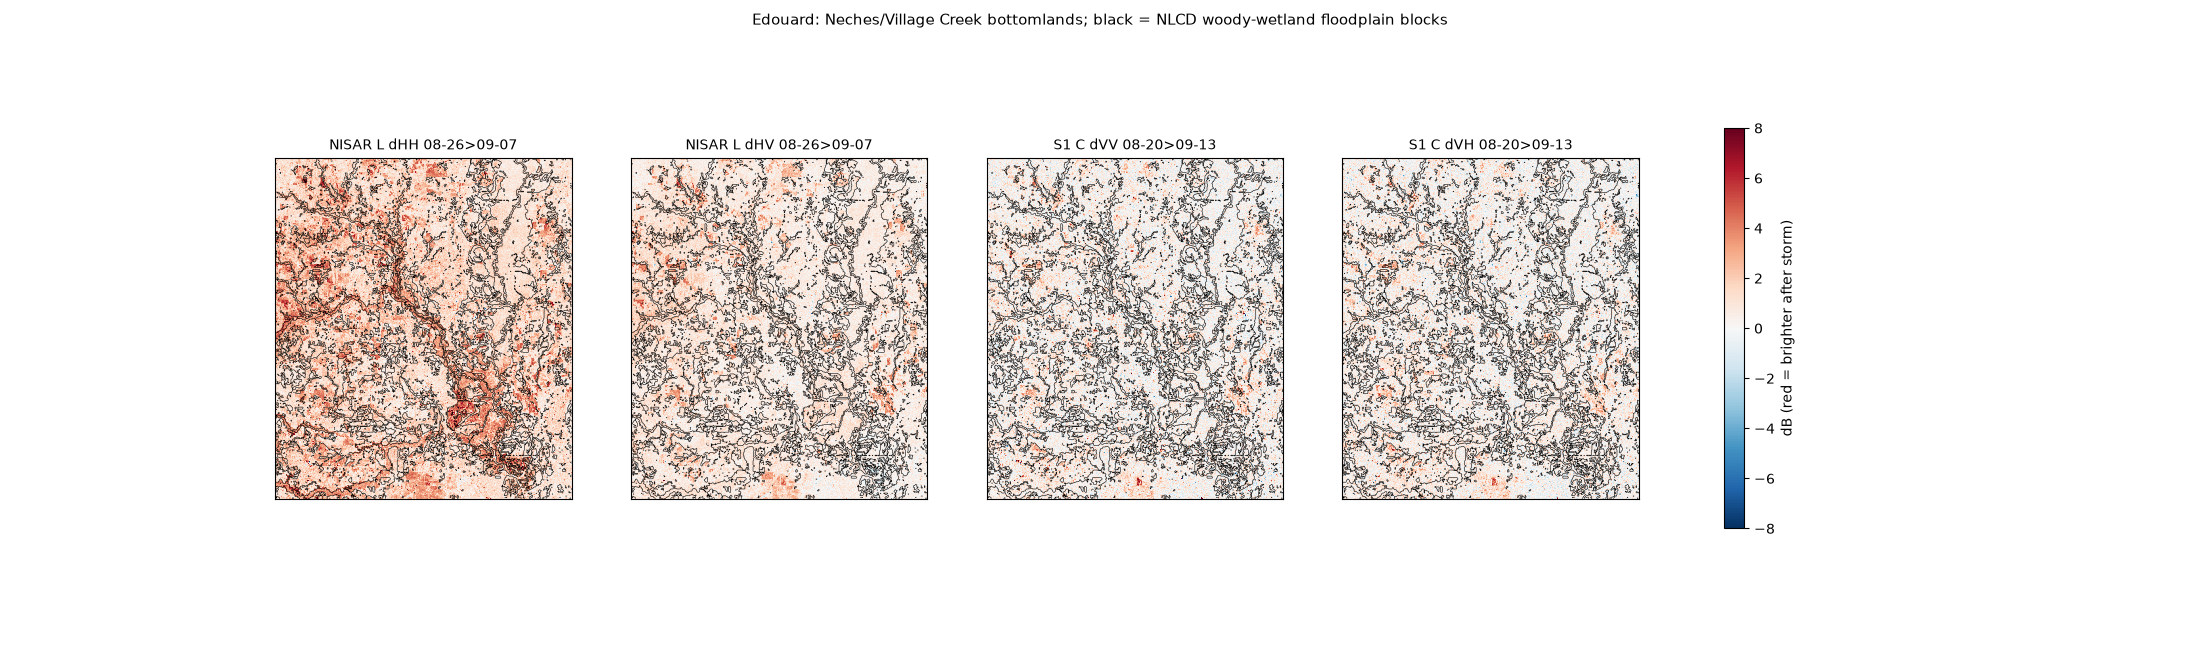 Edouard: Neches/Village Creek bottomlands; black = NLCD woody-wetland floodplain blocks
NISAR L dHH 08-26>09-07
NISAR L dHV 08-26>09-07
S1 C dVV 08-20>09-13
S1 C dVH 08-20>09-13
8
6
4
2
0
−2
−4
−6
−8
dB (red = brighter after storm)